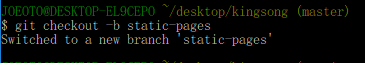 JOEOTO@DESKTOP-EL9CEPO ~/desktop/kingsong (master)
$ git checkout -b static-pages
Switched to a new branch 'static-pages'